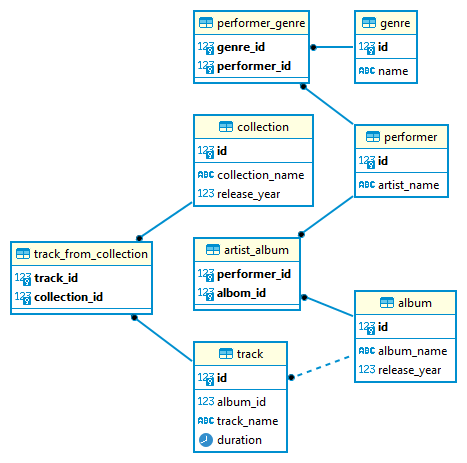 performer_genre
123 genre_id
123 performer_id
genre
123 id
ABC name
collection
123 id
ABC collection_name
123 release_year
performer
123 id
ABC artist_name
track_from_collection
123 track_id
123 collection_id
artist_album
123 performer_id
123 albom_id
album
123 id
ABC album_name
123 release_year
track
123 id
123 album_id
ABC track_name
duration